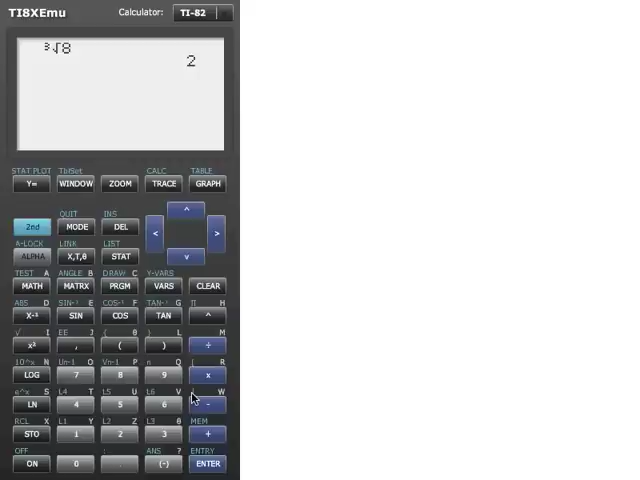 TI8XEmu Calculator: TI-82
³√8
2
STAT PLOT TblSet CALC TABLE
Y= WINDOW ZOOM TRACE GRAPH
QUIT INS ^
2nd MODE DEL < >
A-LOCK LINK LIST v
ALPHA X,T,θ STAT
TEST A ANGLE B DRAW C Y-VARS
MATH MATRX PRGM VARS CLEAR
ABS D SIN⁻¹ E COS⁻¹ F TAN⁻¹ G Π H
X-¹ SIN COS TAN ^
√ I EE J { θ } L M
x² , ( ) ÷
10^x N Un-1 O Vn-1 P n Q [ R
LOG 7 8 9 x
e^x S L4 T L5 U L6 V W
LN 4 5 6 -
RCL X L1 Y L2 Z L3 θ MEM
STO 1 2 3 +
OFF : ANS ? ENTRY
ON 0 . (-) ENTER